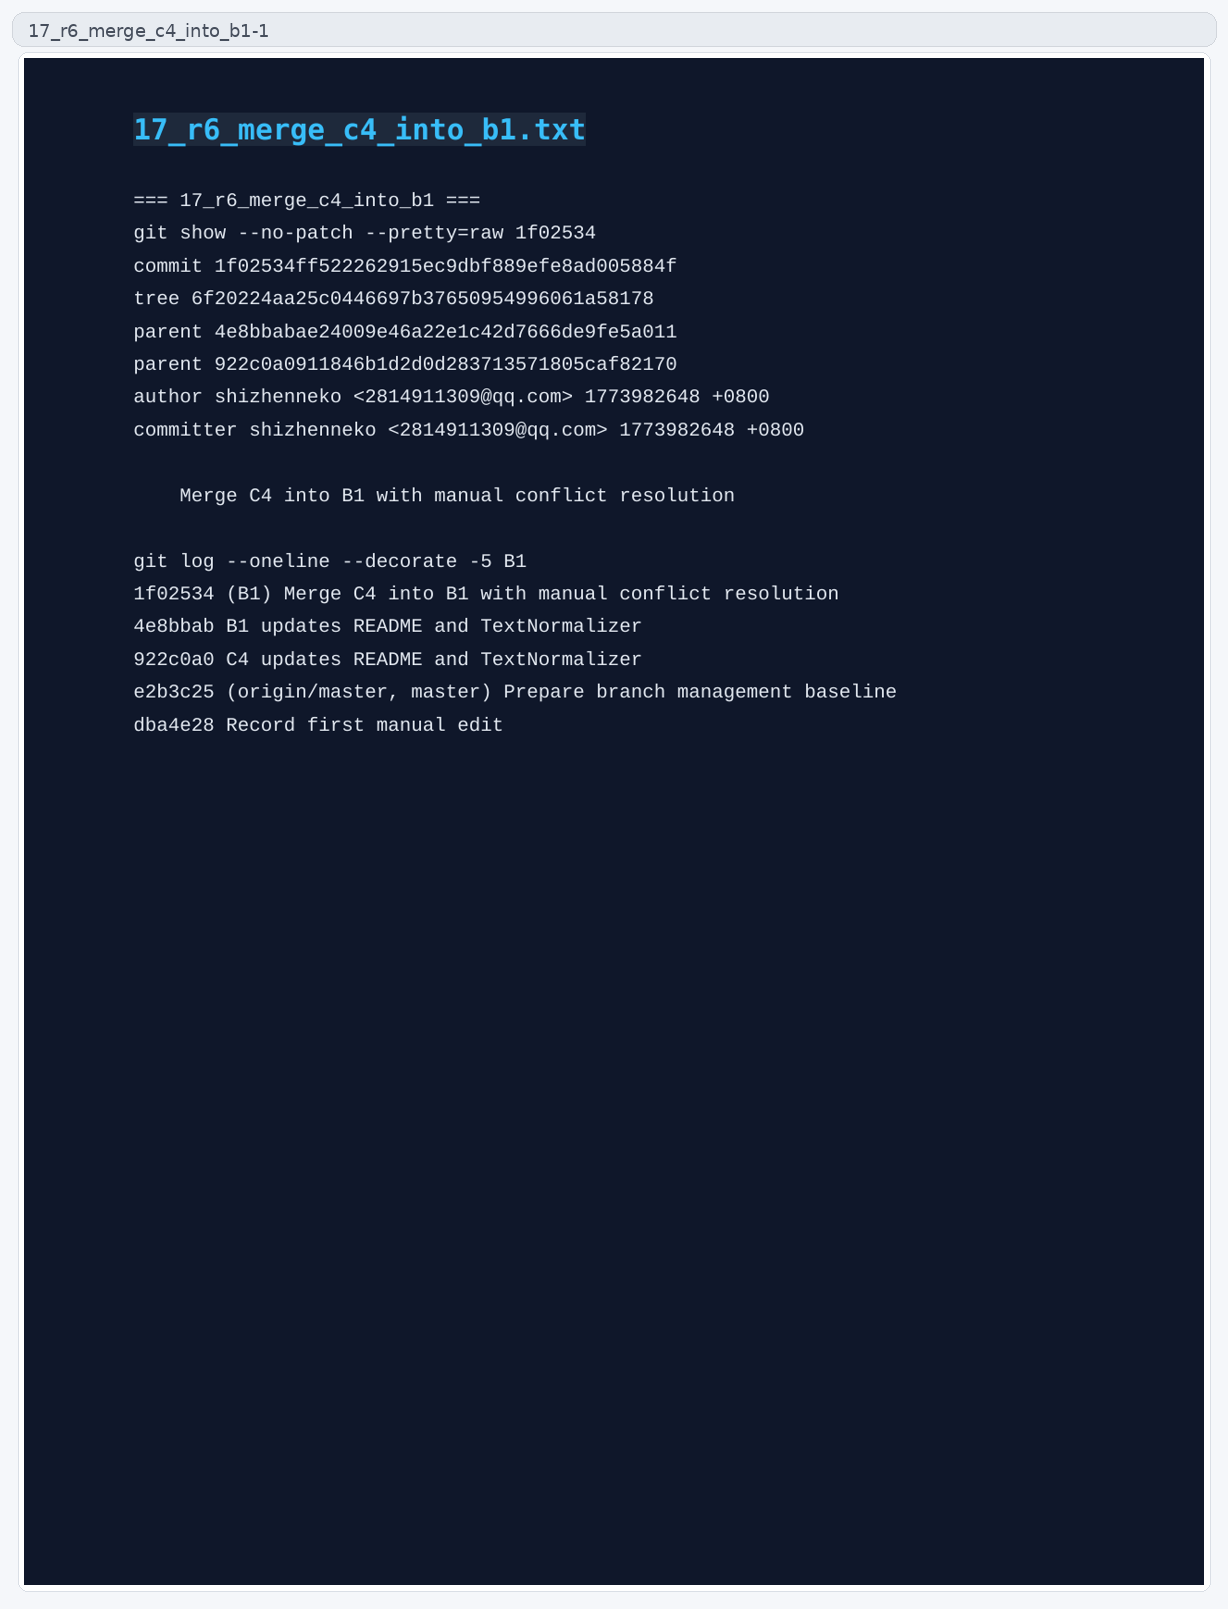 17_r6_merge_c4_into_b1-1
17_r6_merge_c4_into_b1.txt
=== 17_r6_merge_c4_into_b1 ===
git show --no-patch --pretty=raw 1f02534
commit 1f02534ff522262915ec9dbf889efe8ad005884f
tree 6f20224aa25c0446697b37650954996061a58178
parent 4e8bbabae24009e46a22e1c42d7666de9fe5a011
parent 922c0a0911846b1d2d0d283713571805caf82170
author shizhenneko <2814911309@qq.com> 1773982648 +0800
committer shizhenneko <2814911309@qq.com> 1773982648 +0800
Merge C4 into B1 with manual conflict resolution
git log --oneline --decorate -5 B1
1f02534 (B1) Merge C4 into B1 with manual conflict resolution
4e8bbab B1 updates README and TextNormalizer
922c0a0 C4 updates README and TextNormalizer
e2b3c25 (origin/master, master) Prepare branch management baseline
dba4e28 Record first manual edit